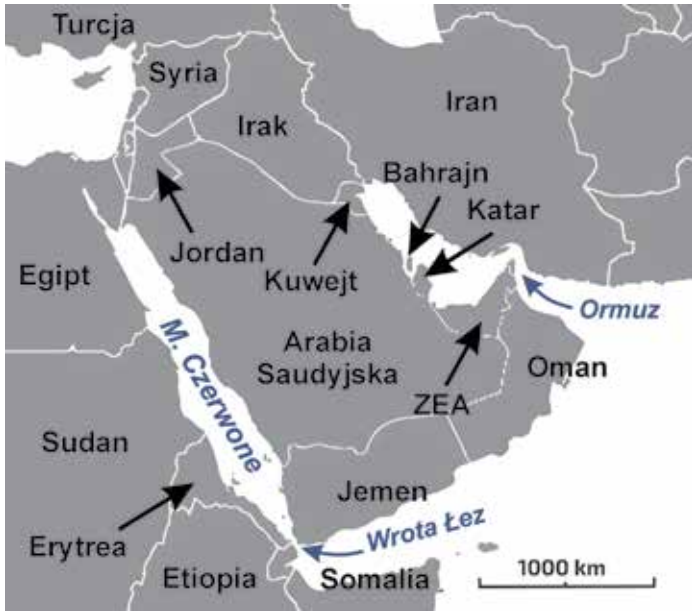 Turcja
Syria
Irak
Iran
Bahrajn
Katar
Jordan
Kuwejt
Egipt
Ormuz
M. Czerwone
Arabia
Saudyjska
ZEA
Oman
Sudan
Jemen
Erytrea
Wrota Łez
Etiopia
Somalia
1000 km